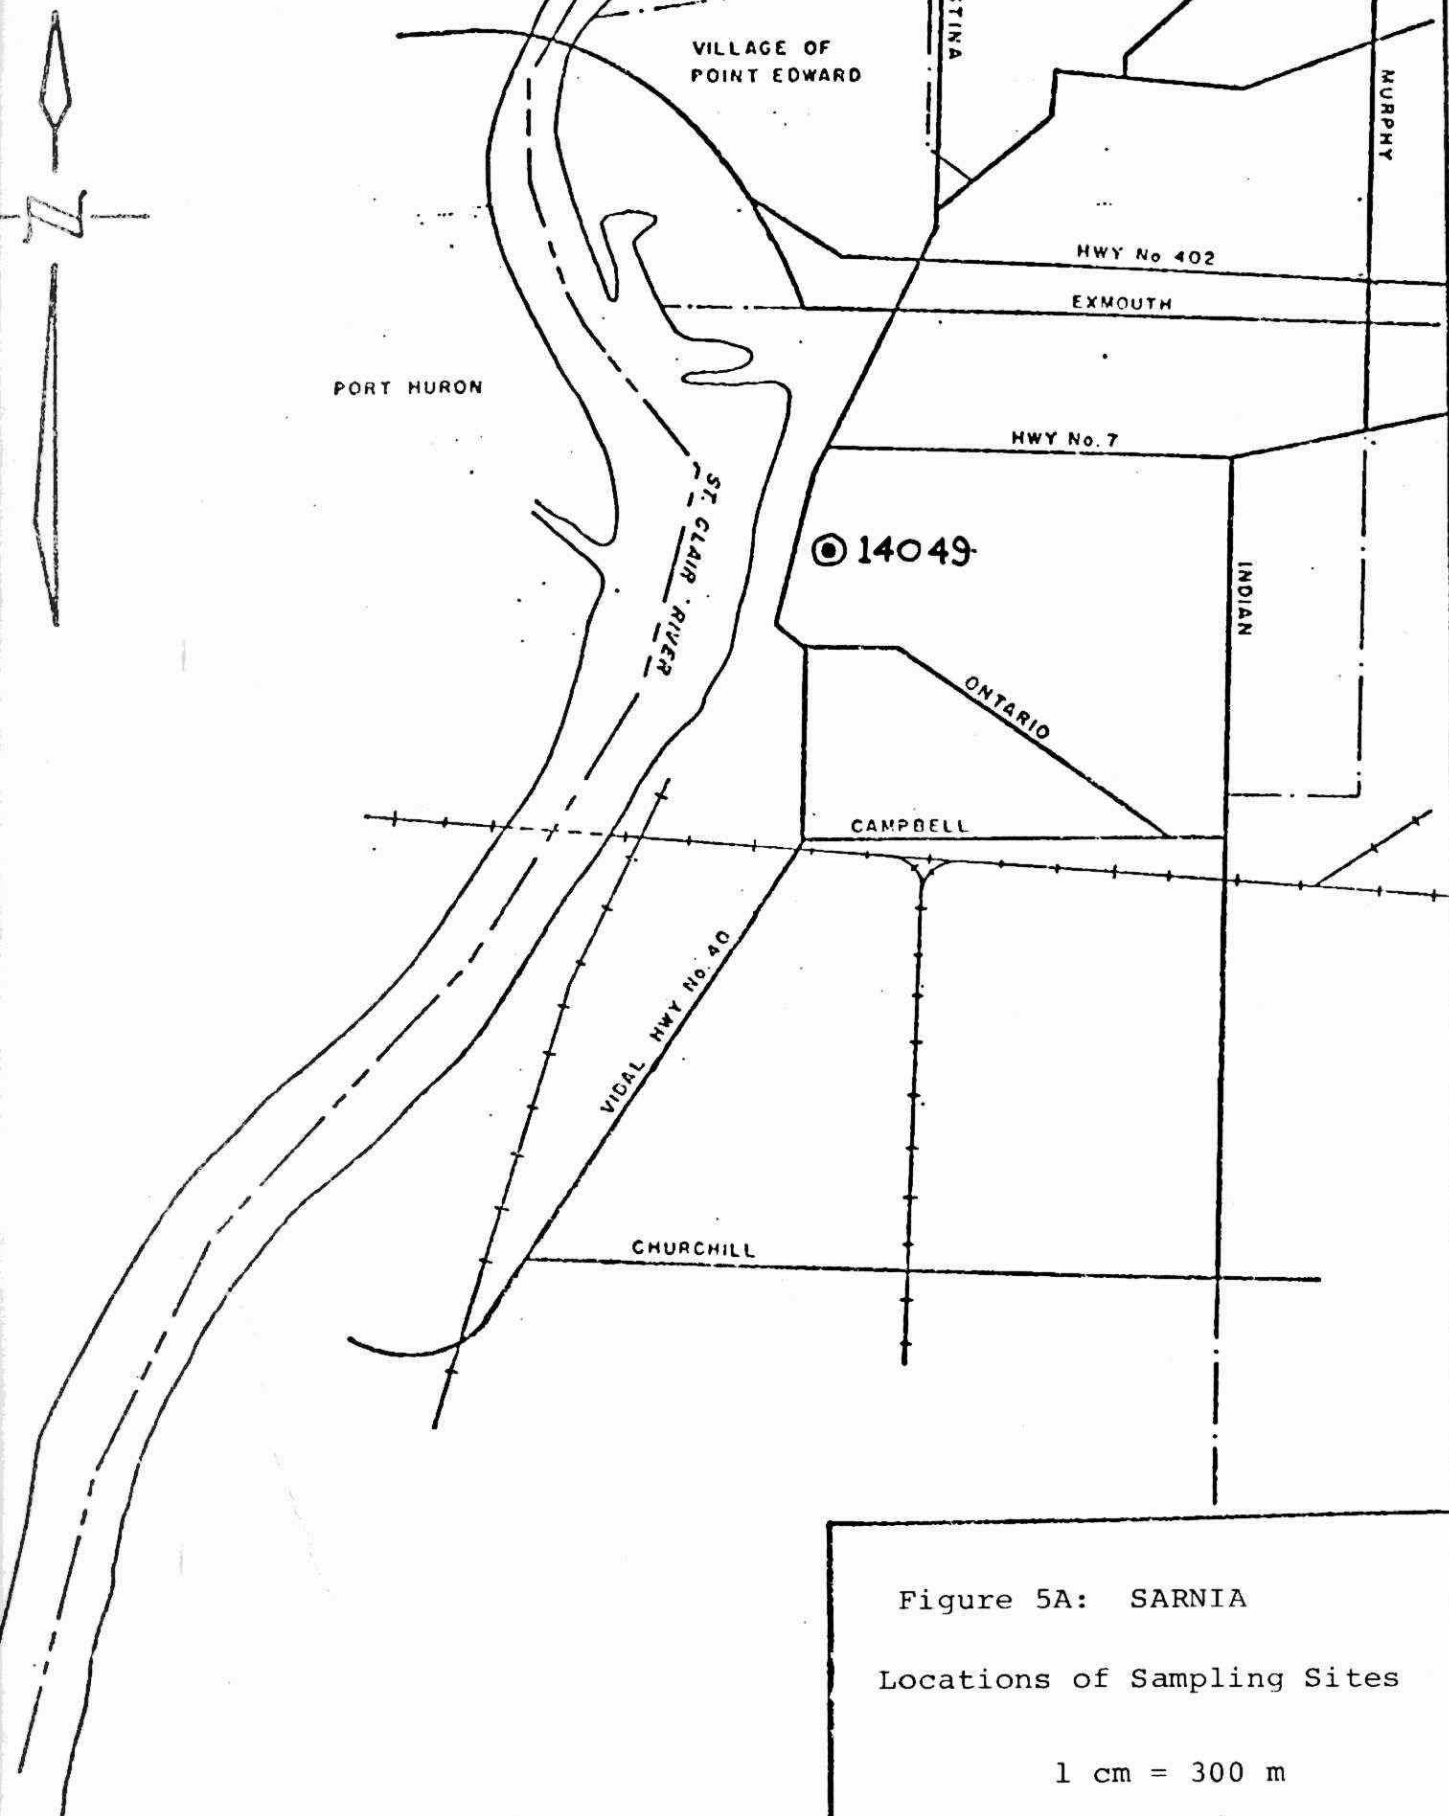 VILLAGE OF
POINT EDWARD
TINA
MURPHY
N
HWY No 402
EXMOUTH
PORT HURON
HWY No. 7
ST. CLAIR RIVER
14049
INDIAN
ONTARIO
CAMPBELL
VIDAL HWY No. 40
CHURCHILL
Figure 5A: SARNIA
Locations of Sampling Sites
1 cm = 300 m